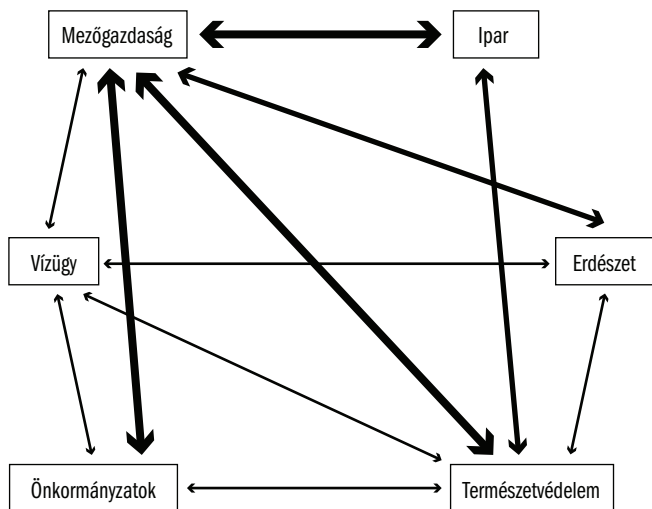 Mezőgazdaság
Ipar
Vízügy
Erdészet
Önkormányzatok
Természetvédelem